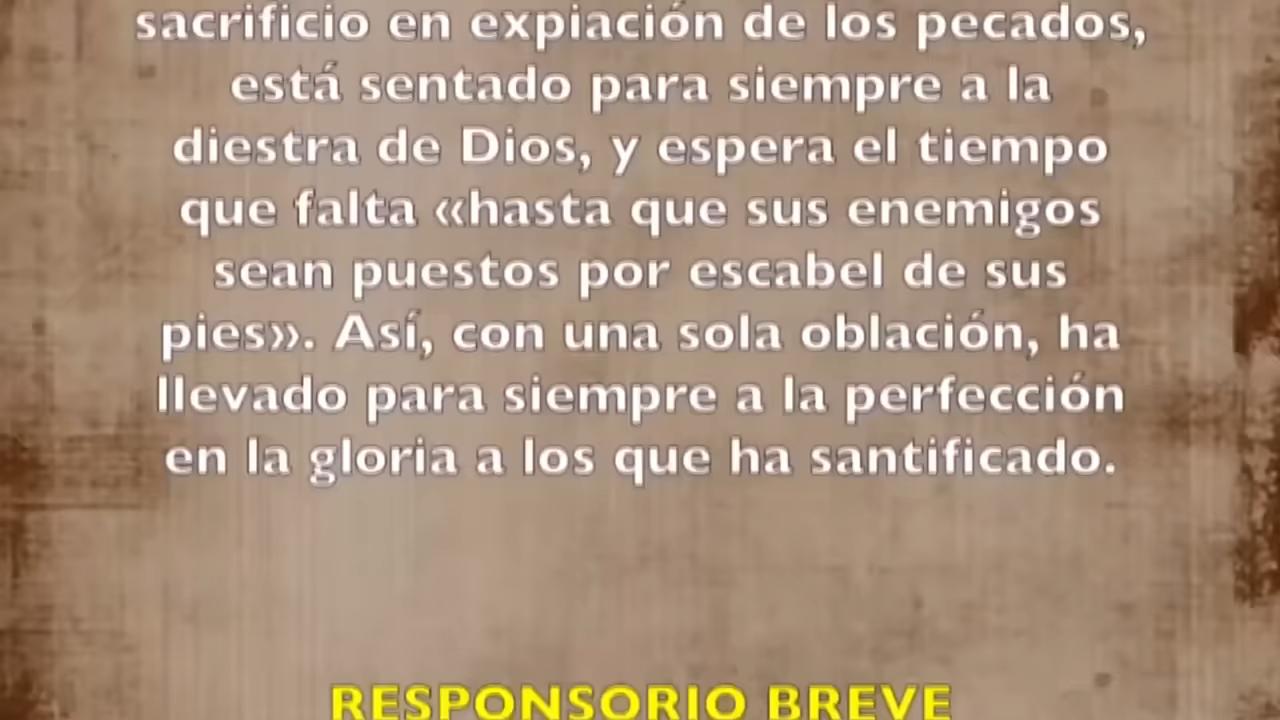 sacrificio en expiación de los pecados,
está sentado para siempre a la
diestra de Dios, y espera el tiempo
que falta «hasta que sus enemigos
sean puestos por escabel de sus
pies». Así, con una sola oblación, ha
llevado para siempre a la perfección
en la gloria a los que ha santificado.
RESPONSORIO BREVE